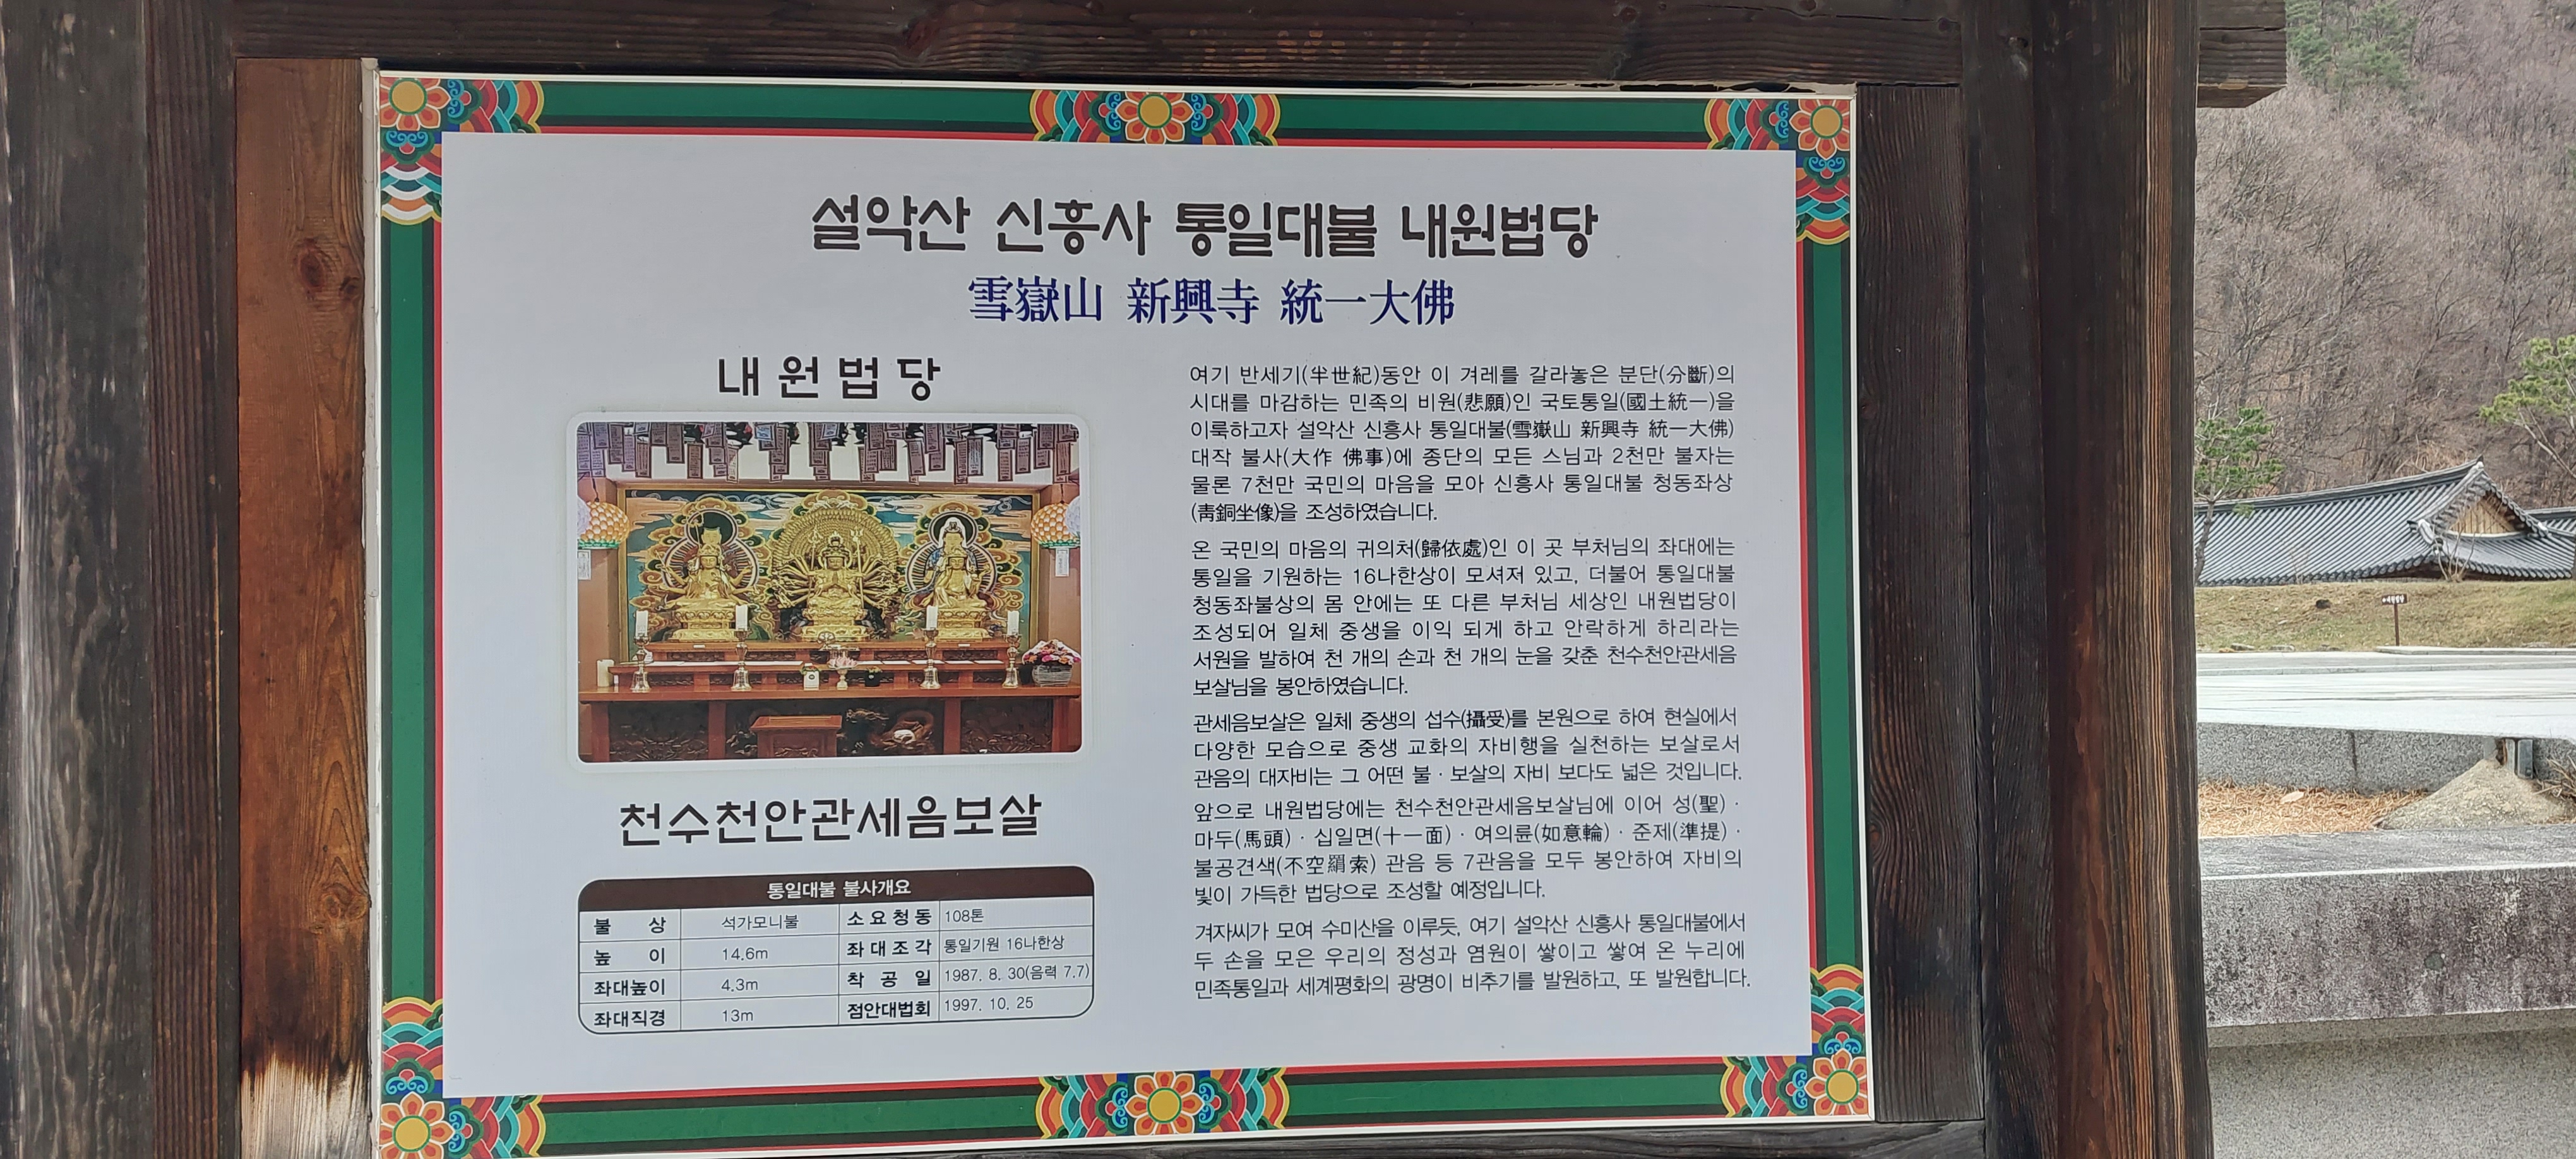 설악산 신흥사 통일대불 내원법당
雪嶽山 新興寺 統一大佛
내원법당
천수천안관세음보살
통일대불 불사개요
불 상 석가모니불 소요청동 108톤
높 이 14.6m 좌대조각 통일기원 16나한상
좌대높이 4.3m 착 공 일 1987. 8. 30(음력 7.7)
좌대직경 13m 점안대법회 1997. 10. 25
여기 반세기(半世紀)동안 이 겨레를 갈라놓은 분단(分斷)의
시대를 마감하는 민족의 비원(悲願)인 국토통일(國土統一)을
이룩하고자 설악산 신흥사 통일대불(雪嶽山 新興寺 統一大佛)
대작 불사(大作 佛事)에 종단의 모든 스님과 2천만 불자는
물론 7천만 국민의 마음을 모아 신흥사 통일대불 청동좌상
(靑銅坐像)을 조성하였습니다.
온 국민의 마음의 귀의처(歸依處)인 이 곳 부처님의 좌대에는
통일을 기원하는 16나한상이 모셔져 있고, 더불어 통일대불
청동좌불상의 몸 안에는 또 다른 부처님 세상인 내원법당이
조성되어 일체 중생을 이익 되게 하고 안락하게 하리라는
서원을 발하여 천 개의 손과 천 개의 눈을 갖춘 천수천안관세음
보살님을 봉안하였습니다.
관세음보살은 일체 중생의 섭수(攝受)를 본원으로 하여 현실에서
다양한 모습으로 중생 교화의 자비행을 실천하는 보살로서
관음의 대자비는 그 어떤 불 · 보살의 자비 보다도 넓은 것입니다.
앞으로 내원법당에는 천수천안관세음보살님에 이어 성(聖) ·
마두(馬頭) · 십일면(十一面) · 여의륜(如意輪) · 준제(準提) ·
불공견색(不空羂索) 관음 등 7관음을 모두 봉안하여 자비의
빛이 가득한 법당으로 조성할 예정입니다.
겨자씨가 모여 수미산을 이루듯, 여기 설악산 신흥사 통일대불에서
두 손을 모은 우리의 정성과 염원이 쌓이고 쌓여 온 누리에
민족통일과 세계평화의 광명이 비추기를 발원하고, 또 발원합니다.